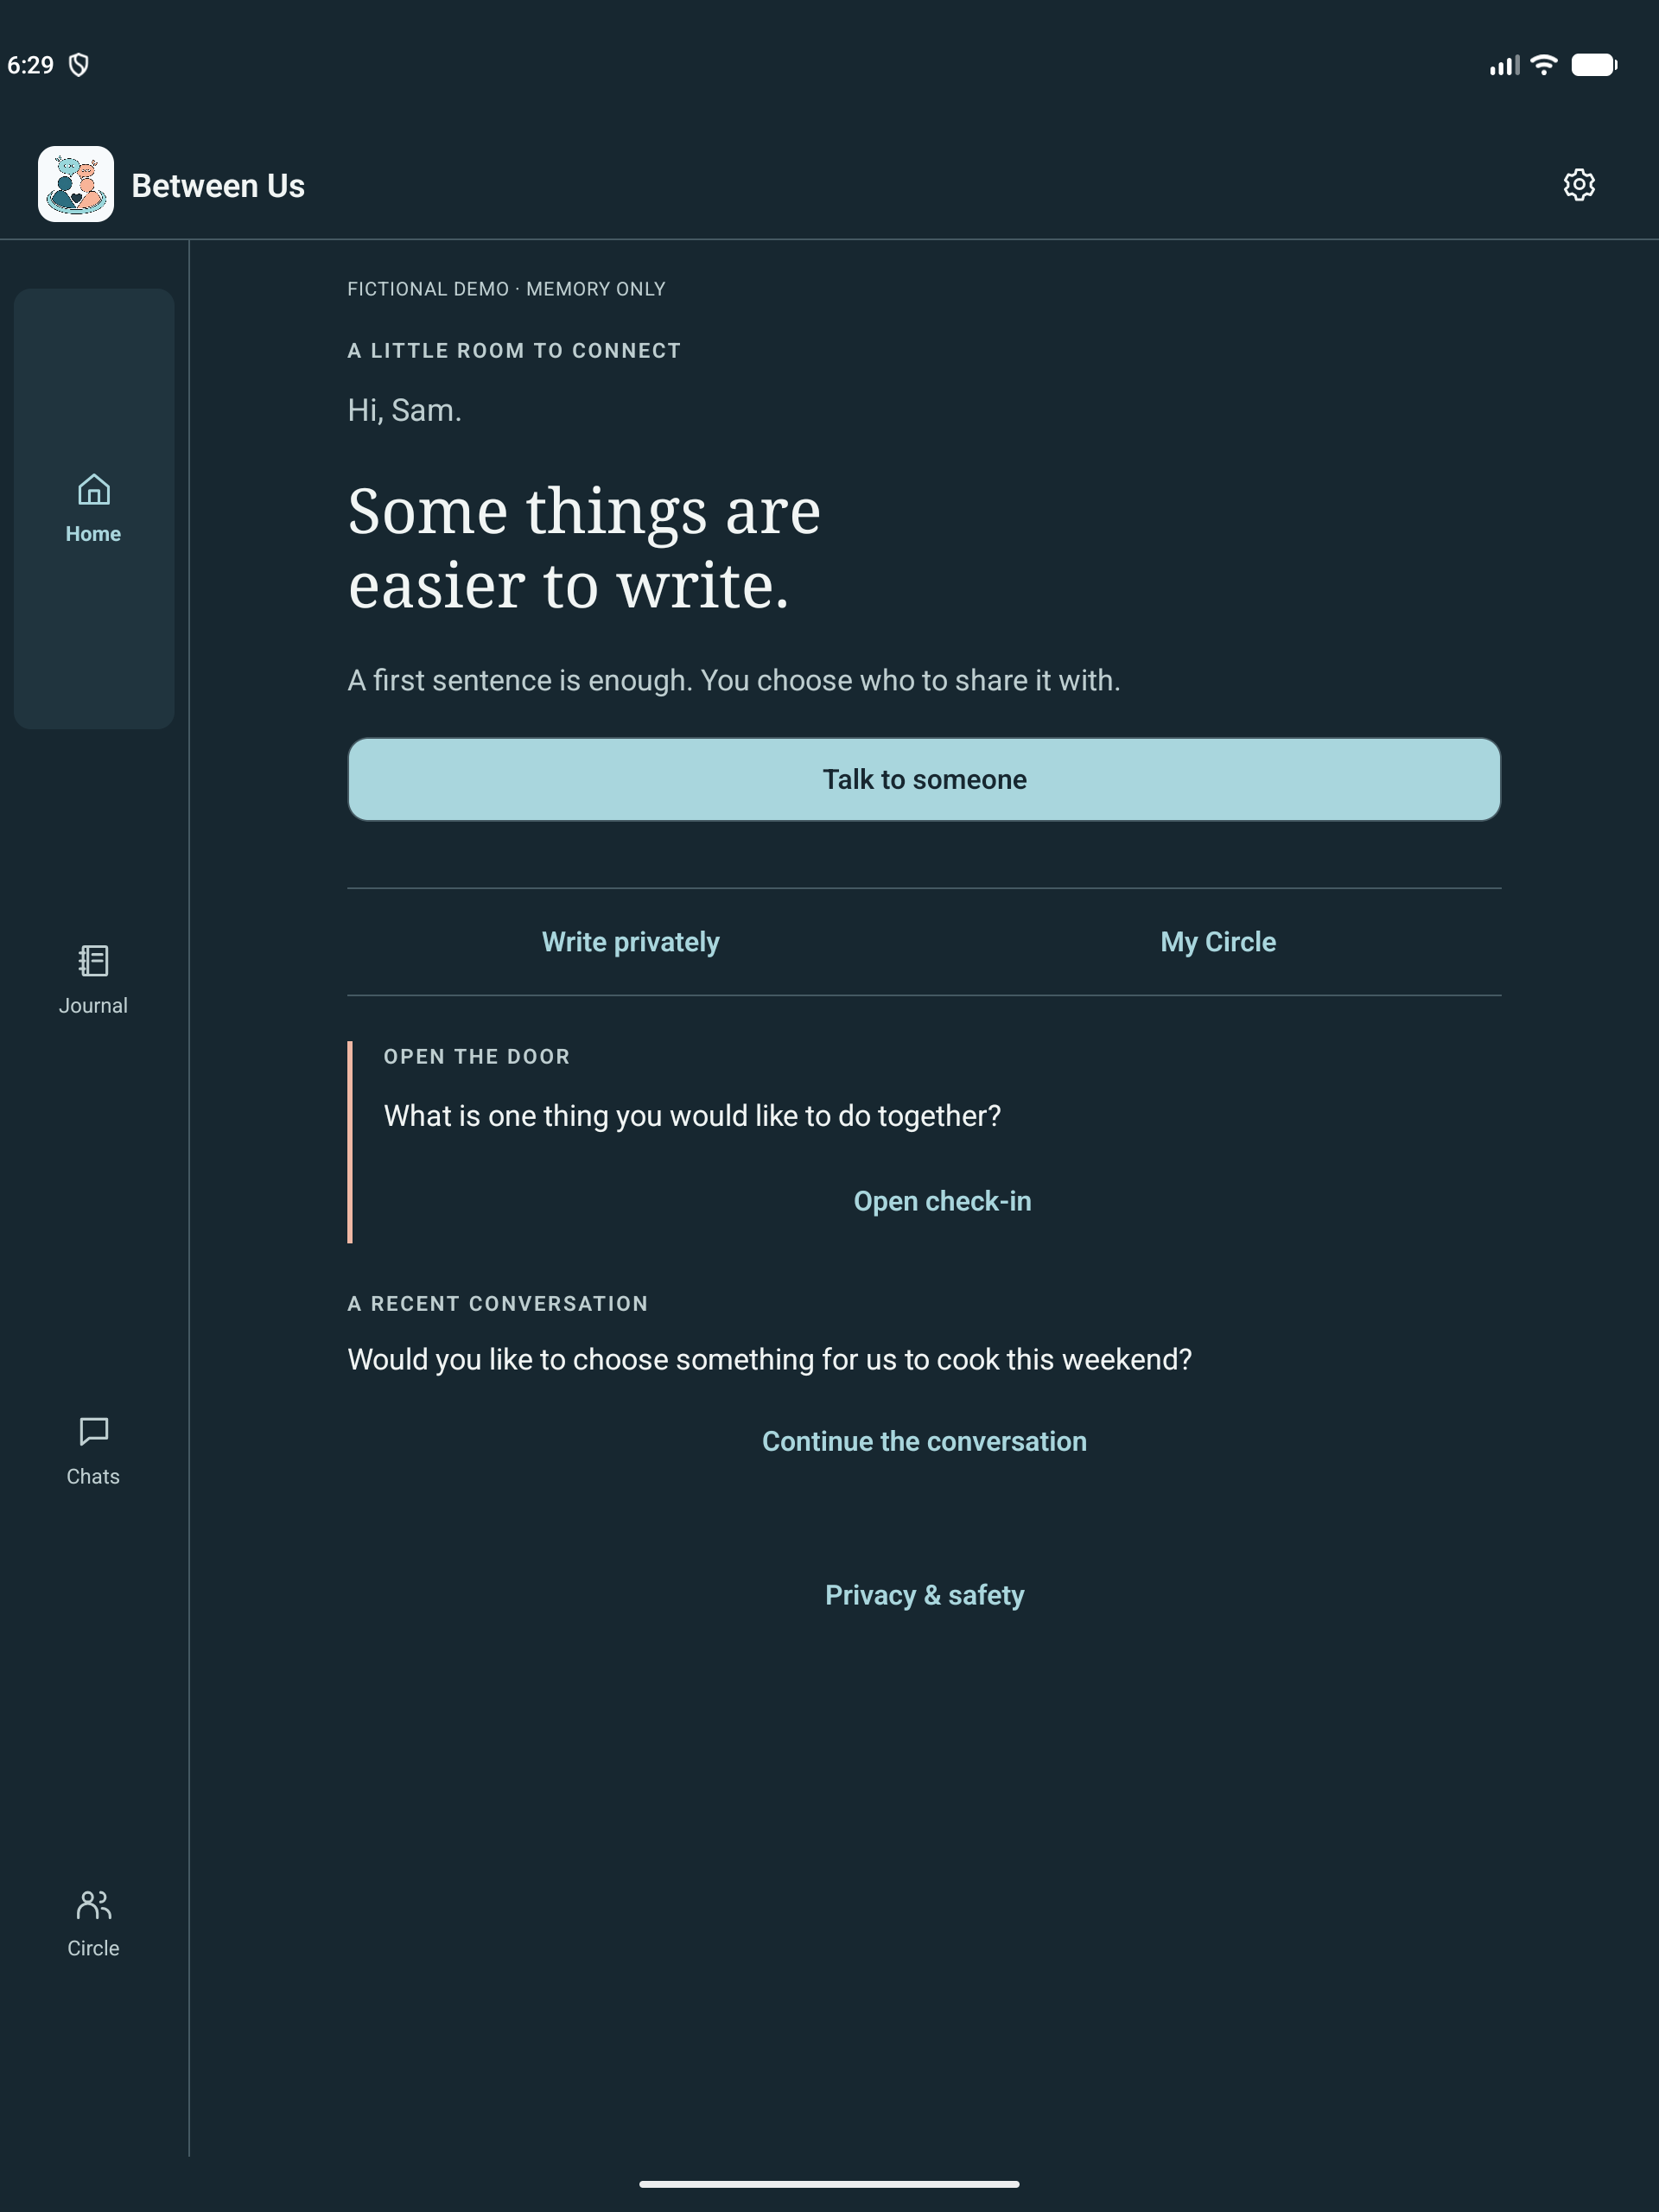 6:29
Between Us
Home
Journal
Chats
Circle
FICTIONAL DEMO · MEMORY ONLY
A LITTLE ROOM TO CONNECT
Hi, Sam.
Some things are
easier to write.
A first sentence is enough. You choose who to share it with.
Talk to someone
Write privately
My Circle
OPEN THE DOOR
What is one thing you would like to do together?
Open check-in
A RECENT CONVERSATION
Would you like to choose something for us to cook this weekend?
Continue the conversation
Privacy & safety